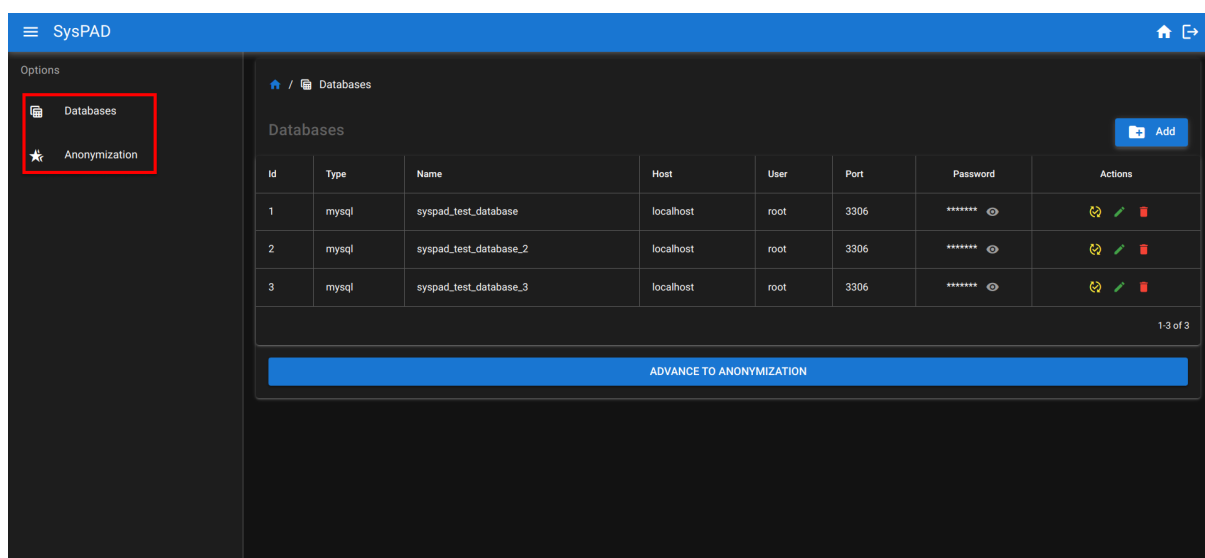 SysPAD
Options
Databases
Anonymization
/ Databases
Databases
Add
Id Type Name Host User Port Password Actions
1 mysql syspad_test_database localhost root 3306 *******
2 mysql syspad_test_database_2 localhost root 3306 *******
3 mysql syspad_test_database_3 localhost root 3306 *******
1-3 of 3
ADVANCE TO ANONYMIZATION